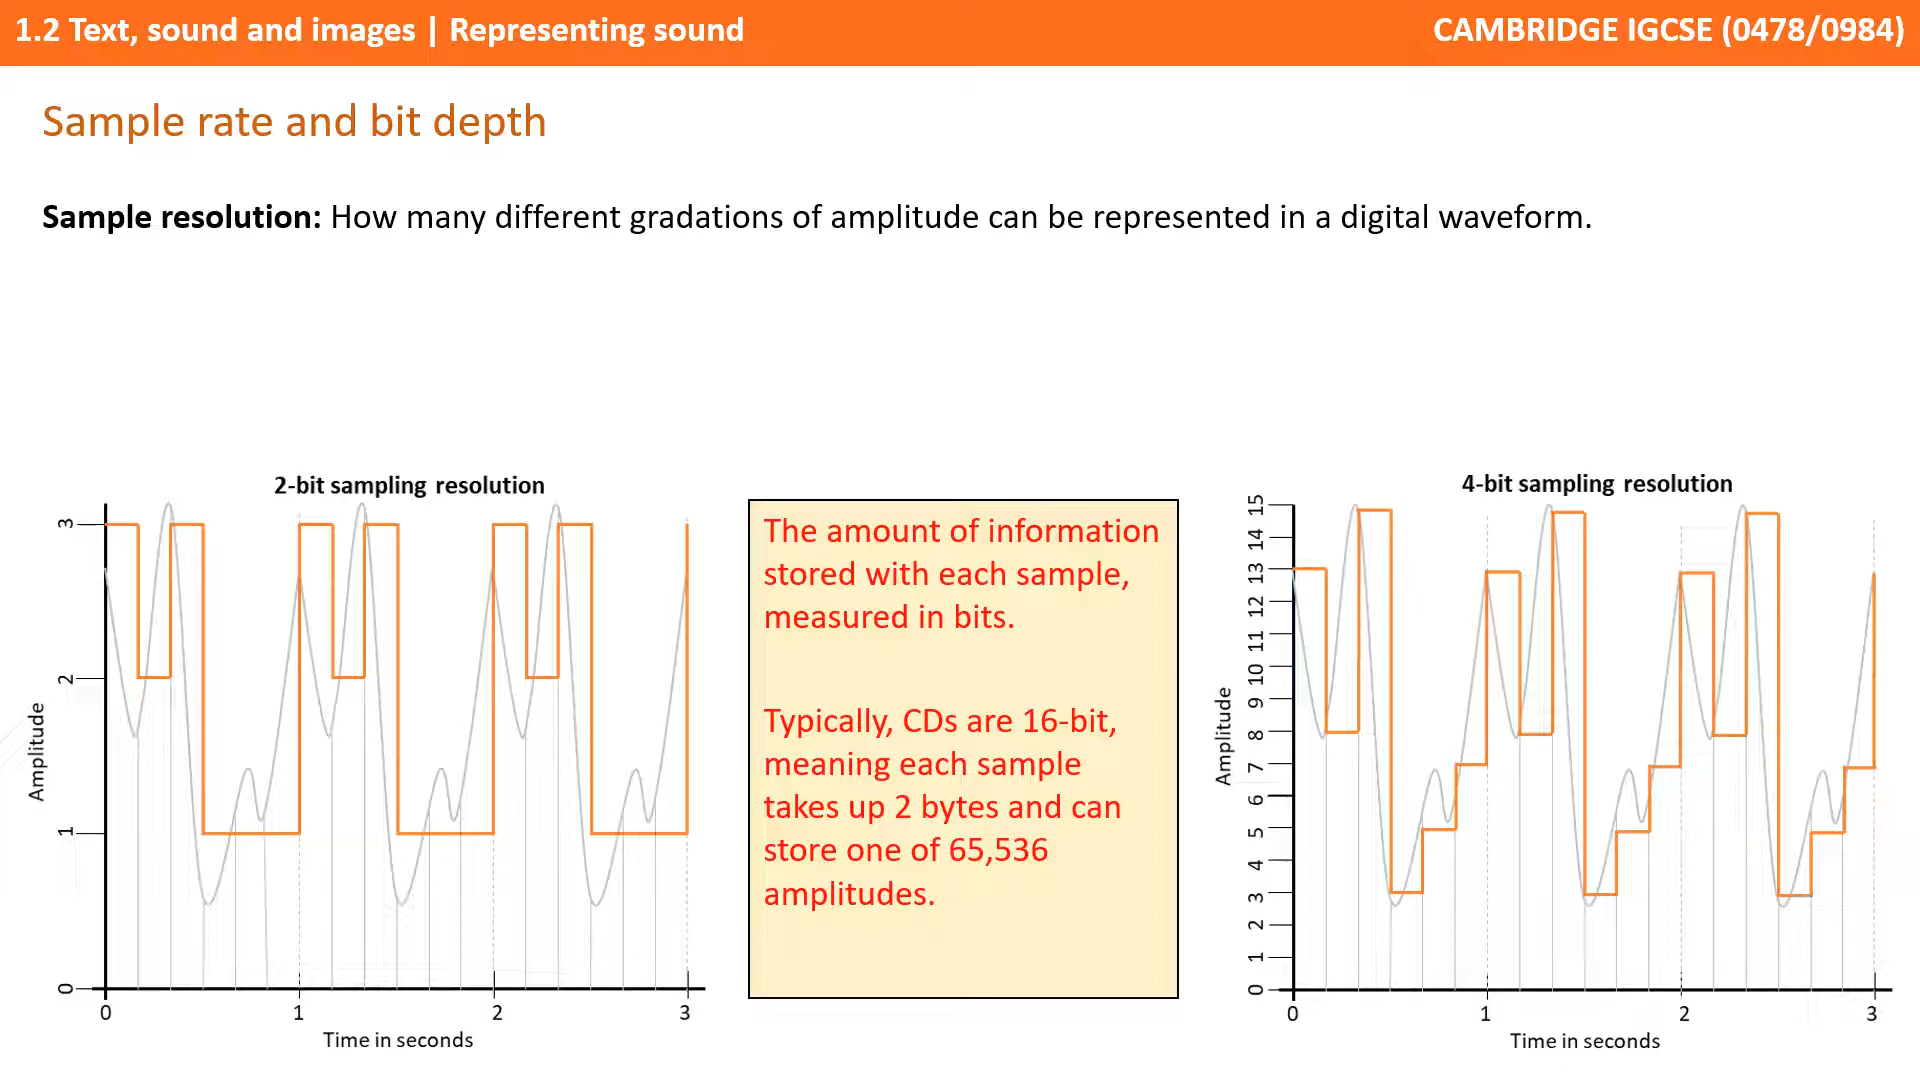 1.2 Text, sound and images | Representing sound
CAMBRIDGE IGCSE (0478/0984)
Sample rate and bit depth
Sample resolution: How many different gradations of amplitude can be represented in a digital waveform.
2-bit sampling resolution
3
2
1
0
Amplitude
0 1 2 3
Time in seconds
The amount of information
stored with each sample,
measured in bits.
Typically, CDs are 16-bit,
meaning each sample
takes up 2 bytes and can
store one of 65,536
amplitudes.
4-bit sampling resolution
15
14
13
12
11
10
9
8
7
6
5
4
3
2
1
0
Amplitude
0 1 2 3
Time in seconds